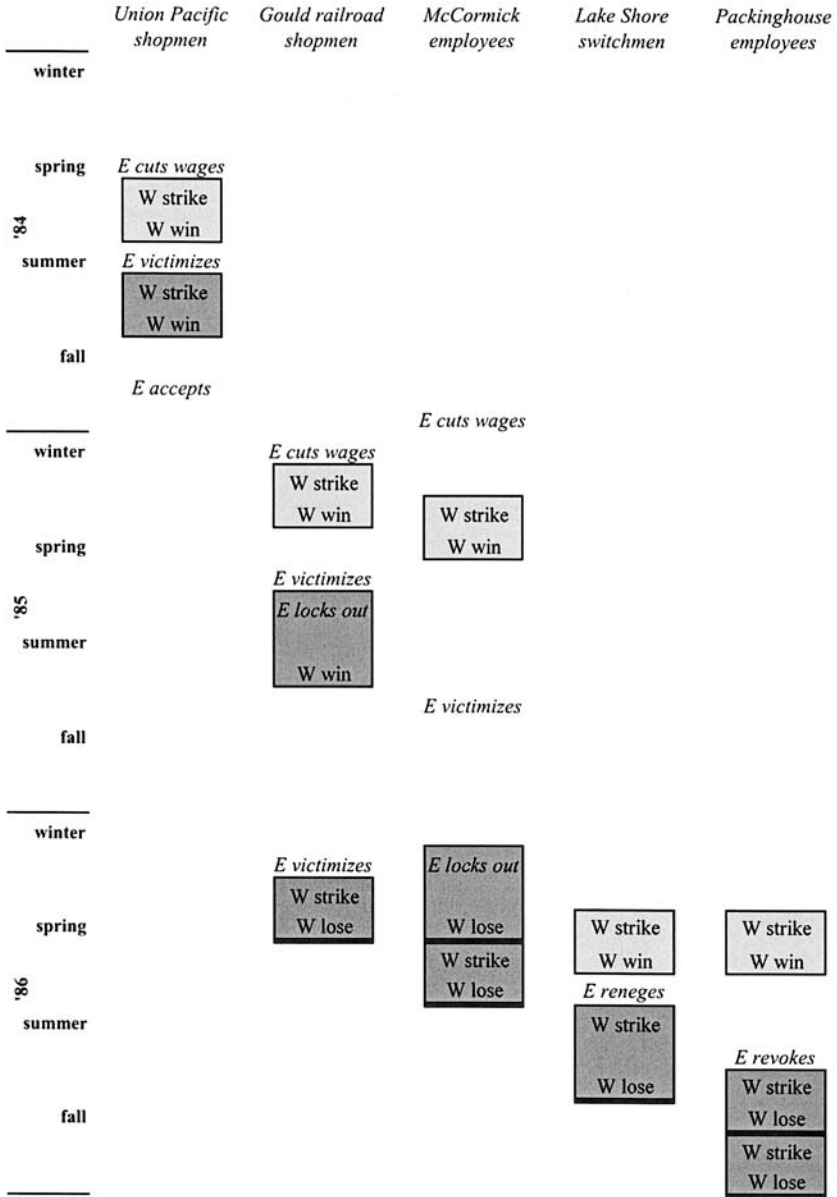 Union Pacific Gould railroad McCormick Lake Shore Packinghouse
shopmen shopmen employees switchmen employees
winter
spring E cuts wages
W strike
'84 W win
summer E victimizes
W strike
W win
fall
E accepts
E cuts wages
winter E cuts wages
W strike W strike
W win
spring W win
E victimizes
'85 E locks out
summer
W win
E victimizes
fall
winter
E victimizes E locks out
W strike
spring W lose W lose W strike W strike
W strike W win W win
'86 W lose E reneges
summer W strike
E revokes
W lose W strike
fall W lose
W strike
W lose